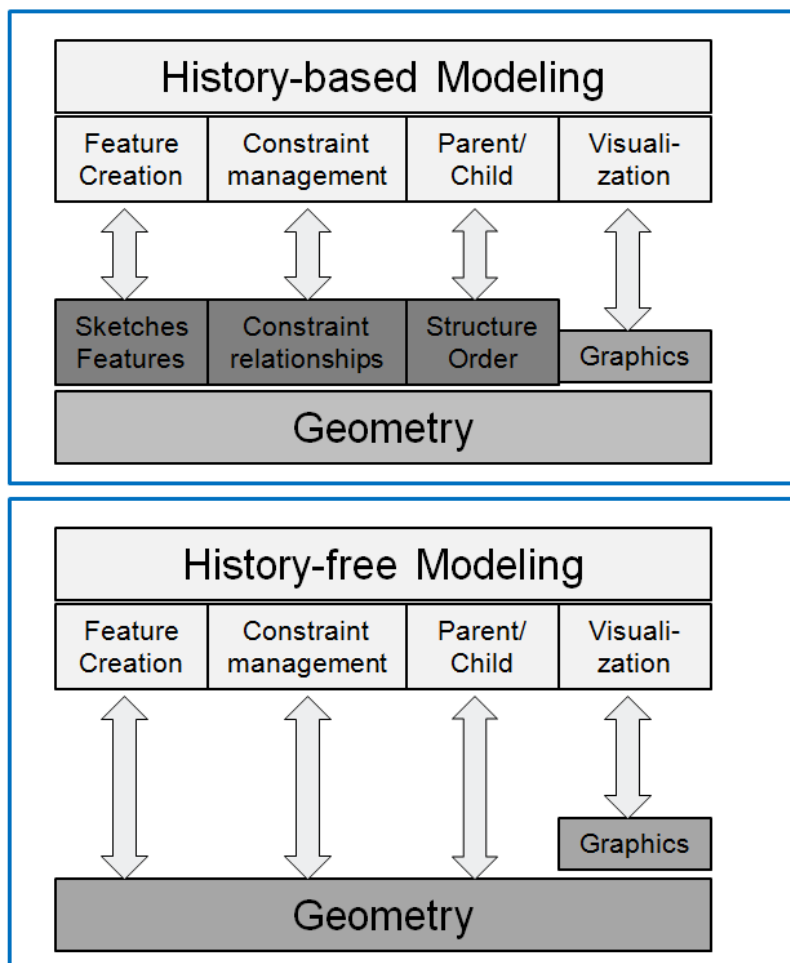 History-based Modeling
Feature
Creation
Constraint
management
Parent/
Child
Visuali-
zation
Sketches
Features
Constraint
relationships
Structure
Order
Graphics
Geometry
History-free Modeling
Feature
Creation
Constraint
management
Parent/
Child
Visuali-
zation
Graphics
Geometry